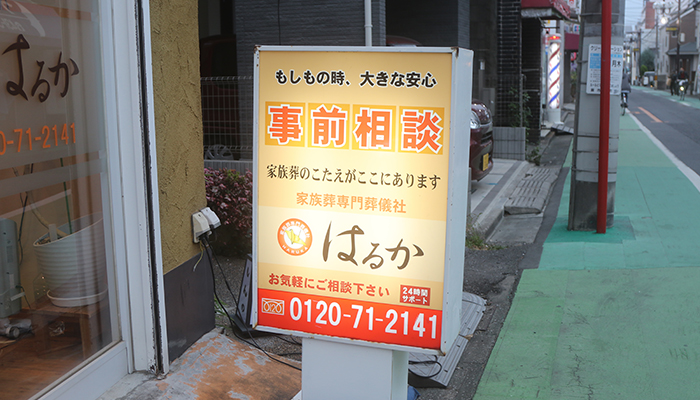 はるか
0120-71-2141
もしもの時、大きな安心
事前相談
家族葬のこたえがここにあります
家族葬専門葬儀社
はるか
お気軽にご相談下さい
24時間
サポート
0120-71-2141